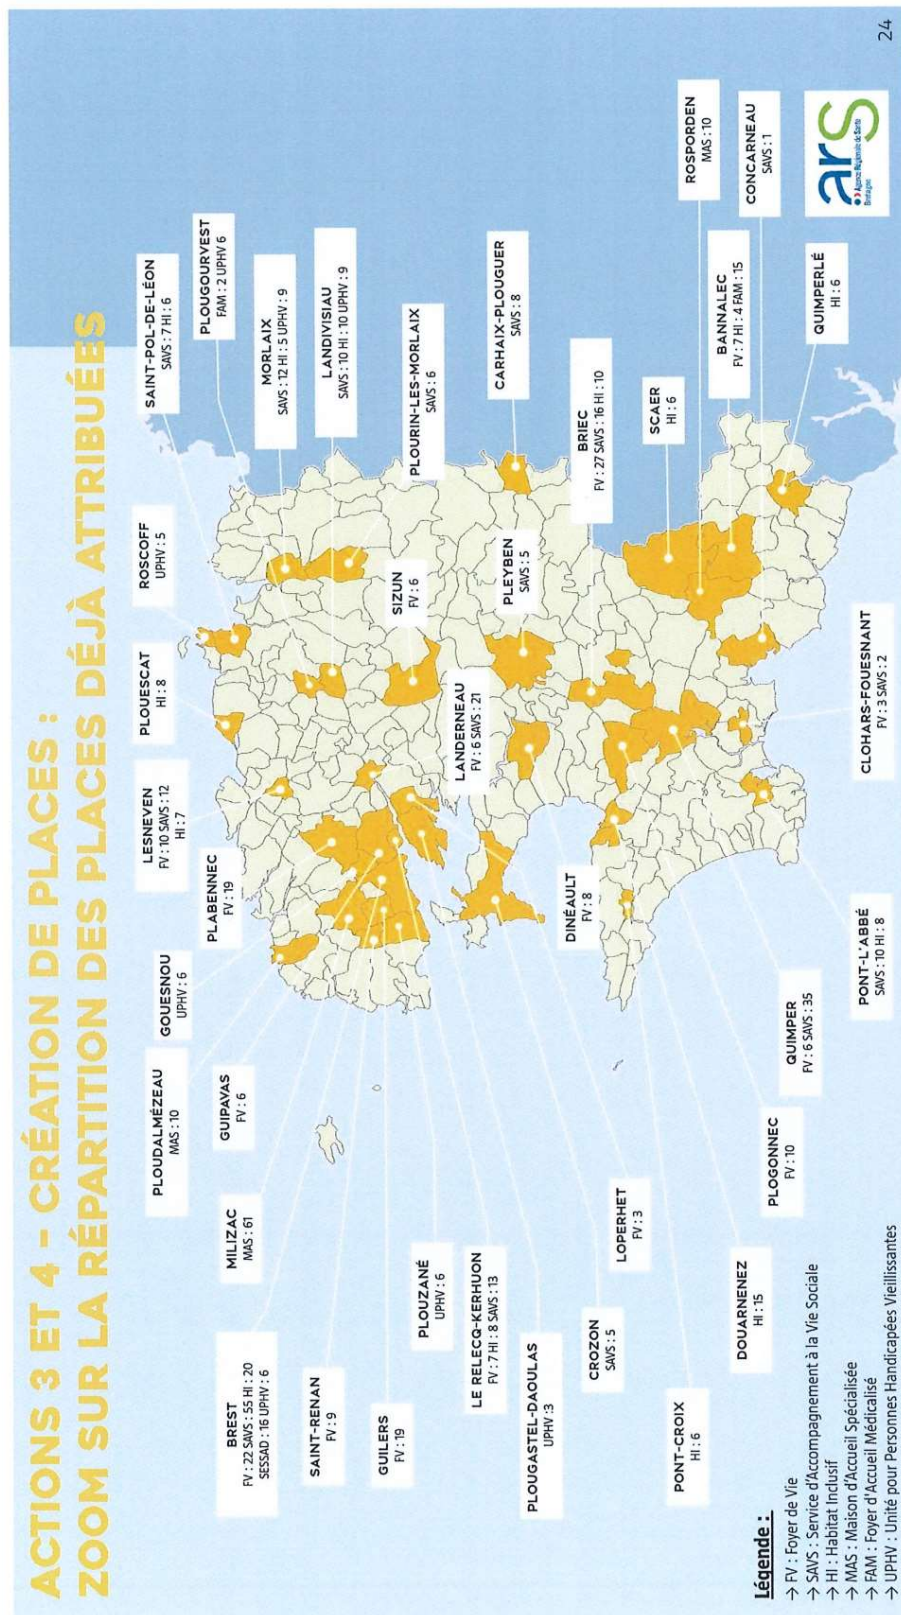 ACTIONS 3 ET 4 - CRÉATION DE PLACES :
ZOOM SUR LA RÉPARTITION DES PLACES DÉJÀ ATTRIBUÉES
SAINT-POL-DE-LÉON
SAVS : 7 HI : 6
PLOUGOURVEST
FAM : 2 UPHV 6
MORLAIX
SAVS : 12 HI : 5 UPHV : 9
LANDIVISIAU
SAVS : 10 HI : 10 UPHV : 9
PLOURIN-LES-MORLAIX
SAVS : 6
CARHAIX-PLOUGUER
SAVS : 8
BRIEC
FV : 27 SAVS : 16 HI : 10
SCAER
HI : 6
ROSPORDEN
MAS : 10
BANNALEC
FV : 7 HI : 4 FAM : 15
CONCARNEAU
SAVS : 1
QUIMPERLÉ
HI : 6
ROSCOFF
UPHV : 5
PLOUESCAT
HI : 8
LESNEVEN
FV : 10 SAVS : 12
HI : 7
PLABENNEC
FV : 19
GOUESNOU
UPHV : 6
PLOUDALMÉZEAU
MAS : 10
GUIPAVAS
FV : 6
MILIZAC
MAS : 61
BREST
FV : 22 SAVS : 55 HI : 20
SESSAD : 16 UPHV : 6
SAINT-RENAN
FV : 9
GUILERS
FV : 19
PLOUZANÉ
UPHV : 6
LE RELECQ-KERHUON
FV : 7 HI : 8 SAVS : 13
PLOUGASTEL-DAOULAS
UPHV :3
CROZON
SAVS : 5
LOPERHET
FV : 3
SIZUN
FV : 6
LANDERNEAU
FV : 6 SAVS : 21
PLEYBEN
SAVS : 5
DINÉAULT
FV : 8
PONT-CROIX
HI : 6
DOUARNENEZ
HI : 15
PLOGONNEC
FV : 10
QUIMPER
FV : 6 SAVS : 35
PONT-L'ABBÉ
SAVS : 10 HI : 8
CLOHARS-FOUESNANT
FV : 3 SAVS : 2
Légende :
→ FV : Foyer de Vie
→ SAVS : Service d'Accompagnement à la Vie Sociale
→ HI : Habitat Inclusif
→ MAS : Maison d'Accueil Spécialisée
→ FAM : Foyer d'Accueil Médicalisé
→ UPHV : Unité pour Personnes Handicapées Vieillissantes
ars
Agence Régionale de Santé
Bretagne
24